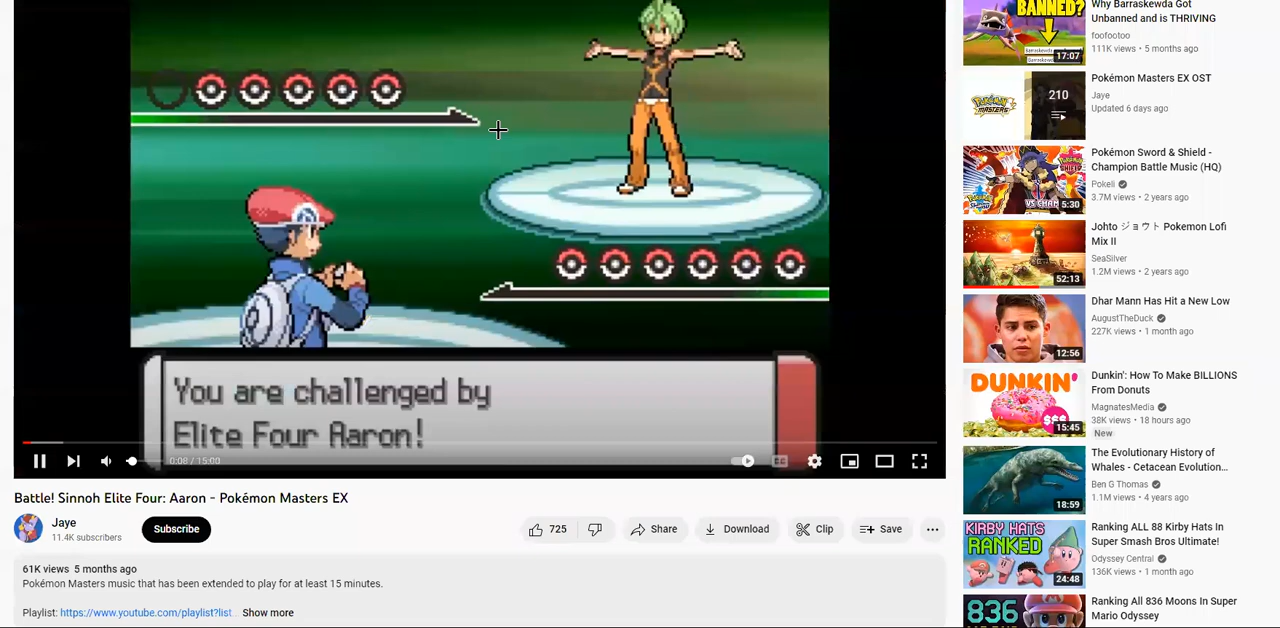 You are challenged by
Elite Four Aaron!
0:08 / 15:00
CC
Battle! Sinnoh Elite Four: Aaron - Pokémon Masters EX
Jaye
11.4K subscribers
Subscribe
725
Share
Download
Clip
Save
61K views 5 months ago
Pokémon Masters music that has been extended to play for at least 15 minutes.
Playlist: https://www.youtube.com/playlist?list... Show more
BANNED?
17:07
Why Barraskewda Got
Unbanned and is THRIVING
foofootoo
111K views • 5 months ago
POKÉMON
MASTERS
210
Pokémon Masters EX OST
Jaye
Updated 6 days ago
5:30
Pokémon Sword & Shield -
Champion Battle Music (HQ)
Pokeli
3.7M views • 2 years ago
52:13
Johto ジョウト Pokemon Lofi
Mix II
SeaSilver
1.2M views • 2 years ago
12:56
Dhar Mann Has Hit a New Low
AugustTheDuck
227K views • 1 month ago
DUNKIN'
$$$
15:45
Dunkin': How To Make BILLIONS
From Donuts
MagnatesMedia
38K views • 18 hours ago
New
18:59
The Evolutionary History of
Whales - Cetacean Evolution...
Ben G Thomas
1.1M views • 4 years ago
KIRBY HATS
RANKED
24:48
Ranking ALL 88 Kirby Hats In
Super Smash Bros Ultimate!
Odyssey Central
136K views • 1 month ago
836
Ranking All 836 Moons In Super
Mario Odyssey